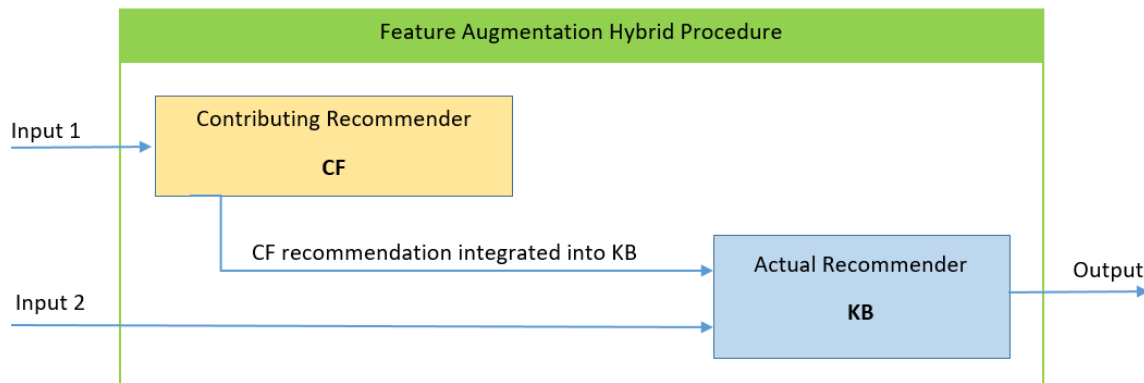 Feature Augmentation Hybrid Procedure
Input 1
Contributing Recommender
CF
CF recommendation integrated into KB
Input 2
Actual Recommender
KB
Output